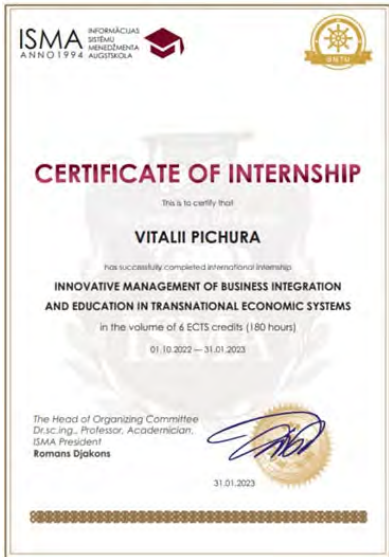 ISMA
ANNO 1994
INFORMĀCIJAS
SISTĒMU
MENEDŽMENTA
AUGSTSKOLA
CERTIFICATE OF INTERNSHIP
This is to certify that
VITALII PICHURA
has successfully completed international internship
INNOVATIVE MANAGEMENT OF BUSINESS INTEGRATION
AND EDUCATION IN TRANSNATIONAL ECONOMIC SYSTEMS
in the volume of 6 ECTS credits (180 hours)
01.10.2022 — 31.01.2023
The Head of Organizing Committee
Dr.sc.ing., Professor, Academician,
ISMA President
Romans Djakons
31.01.2023